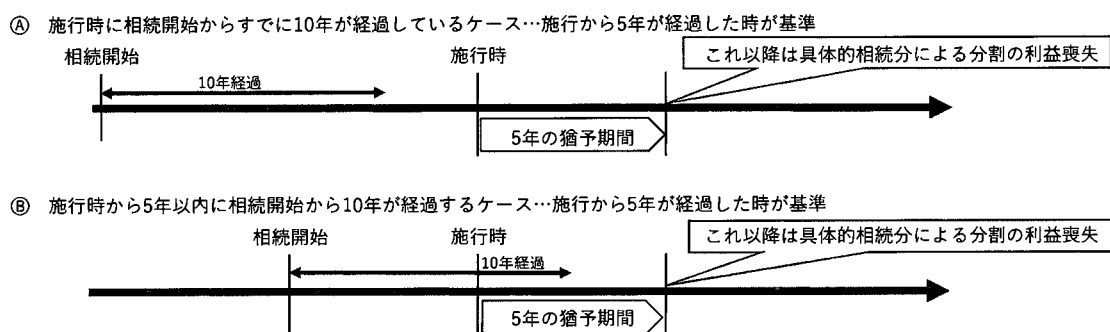 Ⓐ 施行時に相続開始からすでに10年が経過しているケース…施行から5年が経過した時が基準
相続開始
施行時
これ以降は具体的相続分による分割の利益喪失
10年経過
5年の猶予期間
Ⓑ 施行時から5年以内に相続開始から10年が経過するケース…施行から5年が経過した時が基準
相続開始
施行時
これ以降は具体的相続分による分割の利益喪失
10年経過
5年の猶予期間